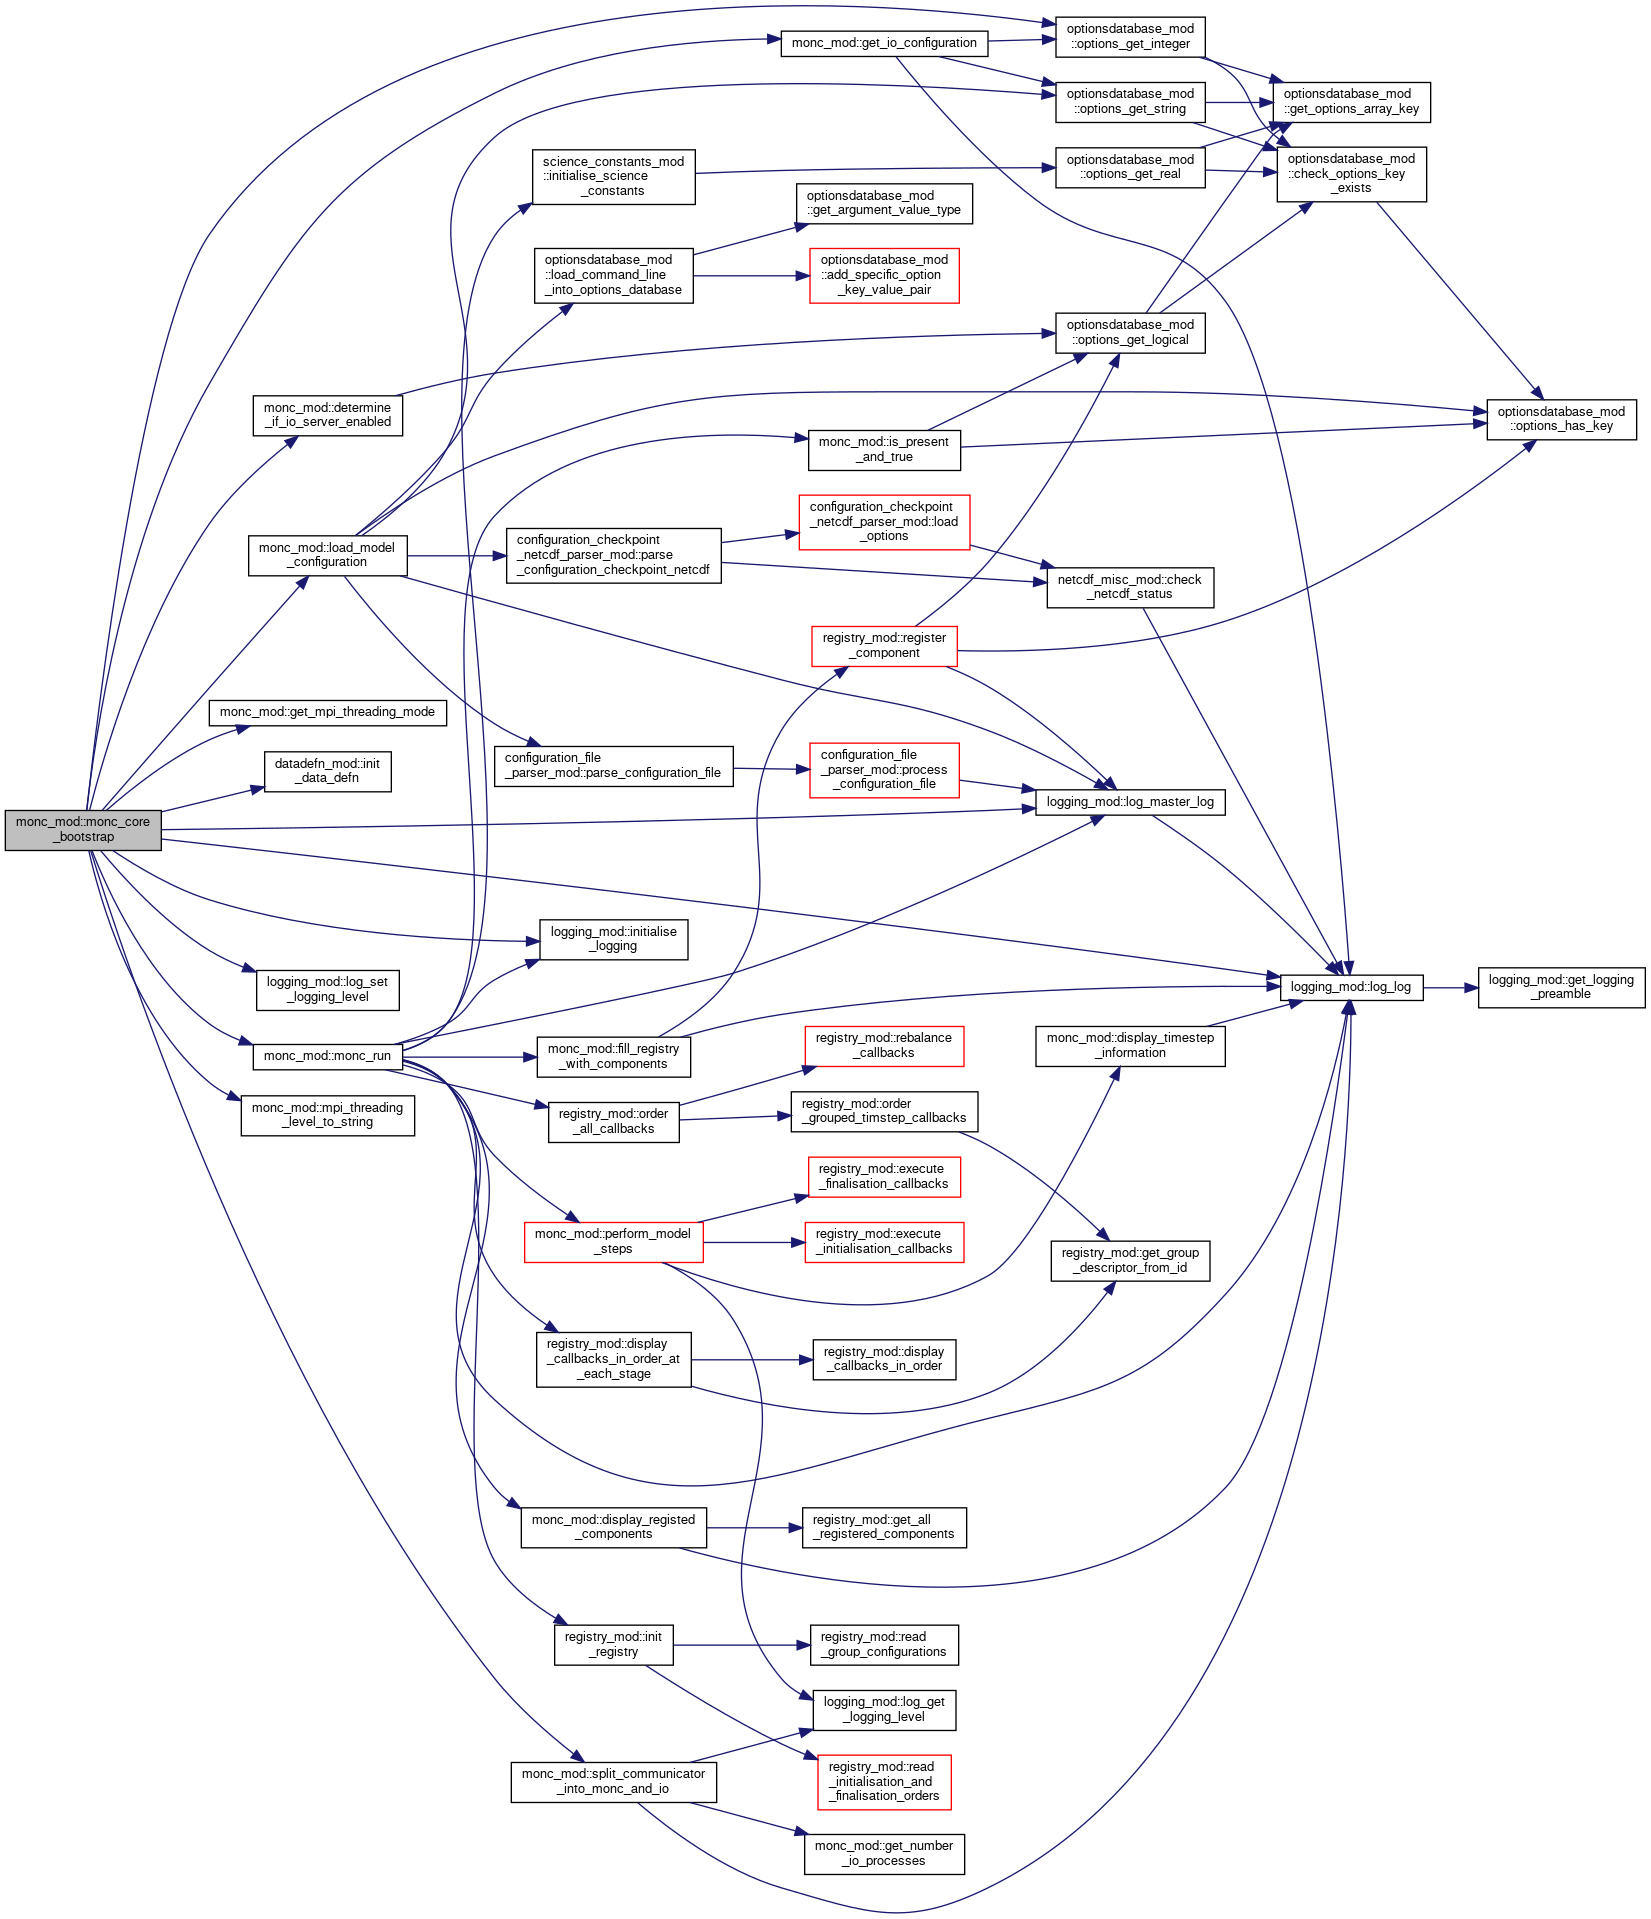 optionsdatabase_mod
::options_get_integer
monc_mod::get_io_configuration
optionsdatabase_mod
::options_get_string
optionsdatabase_mod
::get_options_array_key
science_constants_mod
::initialise_science
_constants
optionsdatabase_mod
::options_get_real
optionsdatabase_mod
::check_options_key
_exists
optionsdatabase_mod
::get_argument_value_type
optionsdatabase_mod
::load_command_line
_into_options_database
optionsdatabase_mod
::add_specific_option
_key_value_pair
optionsdatabase_mod
::options_get_logical
monc_mod::determine
_if_io_server_enabled
optionsdatabase_mod
::options_has_key
monc_mod::is_present
_and_true
configuration_checkpoint
_netcdf_parser_mod::load
_options
monc_mod::load_model
_configuration
configuration_checkpoint
_netcdf_parser_mod::parse
_configuration_checkpoint_netcdf
netcdf_misc_mod::check
_netcdf_status
registry_mod::register
_component
monc_mod::get_mpi_threading_mode
datadefn_mod::init
_data_defn
configuration_file
_parser_mod::parse_configuration_file
configuration_file
_parser_mod::process
_configuration_file
logging_mod::log_master_log
monc_mod::monc_core
_bootstrap
logging_mod::initialise
_logging
logging_mod::log_set
_logging_level
logging_mod::log_log
logging_mod::get_logging
_preamble
monc_mod::monc_run
monc_mod::fill_registry
_with_components
registry_mod::rebalance
_callbacks
monc_mod::display_timestep
_information
monc_mod::mpi_threading
_level_to_string
registry_mod::order
_all_callbacks
registry_mod::order
_grouped_timstep_callbacks
registry_mod::execute
_finalisation_callbacks
monc_mod::perform_model
_steps
registry_mod::execute
_initialisation_callbacks
registry_mod::get_group
_descriptor_from_id
registry_mod::display
_callbacks_in_order_at
_each_stage
registry_mod::display
_callbacks_in_order
monc_mod::display_registed
_components
registry_mod::get_all
_registered_components
registry_mod::init
_registry
registry_mod::read
_group_configurations
logging_mod::log_get
_logging_level
monc_mod::split_communicator
_into_monc_and_io
registry_mod::read
_initialisation_and
_finalisation_orders
monc_mod::get_number
_io_processes